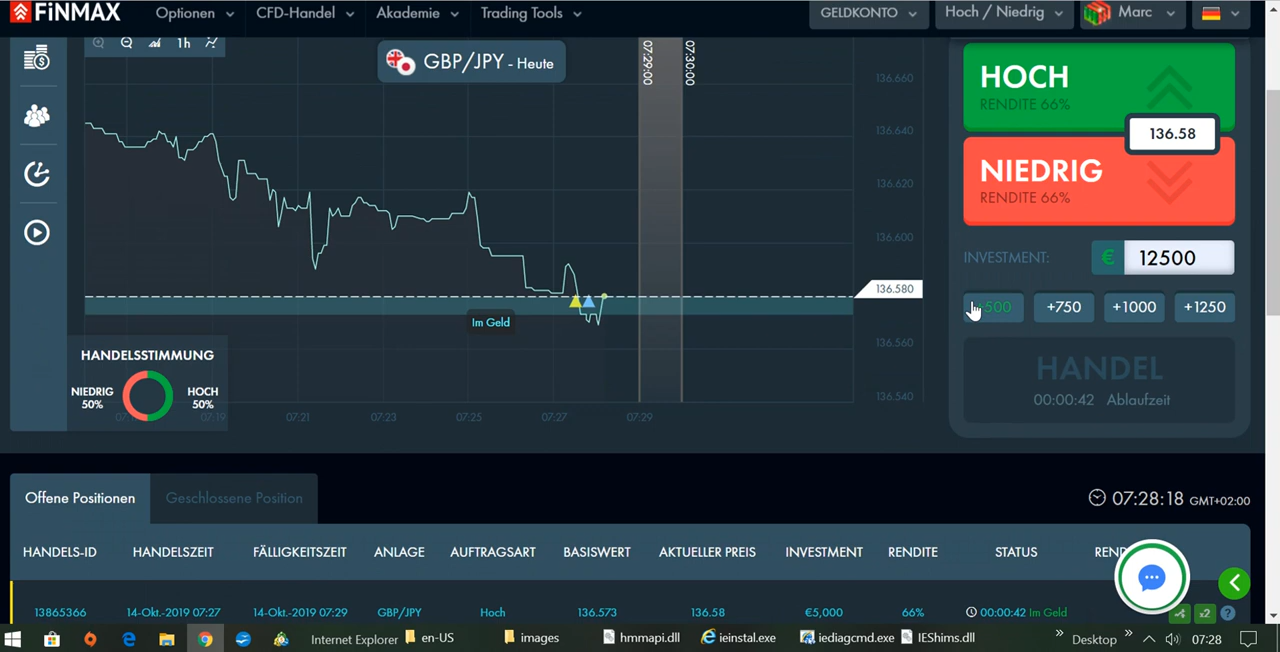 FiNMAX Optionen CFD-Handel Akademie Trading Tools GELDKONTO Hoch / Niedrig Marc
1h
GBP/JPY - Heute
07:29:00
07:30:00
136.660
136.640
136.620
136.600
136.580
136.560
136.540
Im Geld
HANDELSSTIMMUNG
NIEDRIG
50%
HOCH
50%
07:19 07:21 07:23 07:25 07:27 07:29
HOCH
RENDITE 66%
136.58
NIEDRIG
RENDITE 66%
INVESTMENT: € 12500
+750 +1000 +1250
HANDEL
00:00:42 Ablaufzeit
Offene Positionen Geschlossene Position
07:28:18 GMT+02:00
HANDELS-ID HANDELSZEIT FÄLLIGKEITSZEIT ANLAGE AUFTRAGSART BASISWERT AKTUELLER PREIS INVESTMENT RENDITE STATUS
13865366 14-Okt.-2019 07:27 14-Okt.-2019 07:29 GBP/JPY Hoch 136.573 136.58 €5,000 66% 00:00:42 Im Geld x2 ?
Internet Explorer en-US images hmmapi.dll ieinstal.exe iediagcmd.exe IEShims.dll Desktop 07:28